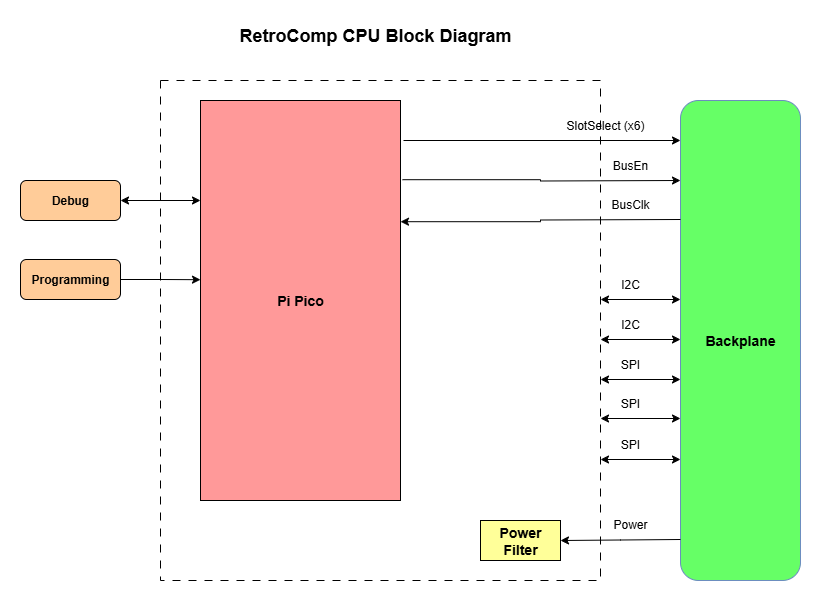 RetroComp CPU Block Diagram
SlotSelect (x6)
BusEn
Debug
BusClk
Programming
I2C
Pi Pico
I2C
Backplane
SPI
SPI
SPI
Power
Power
Filter